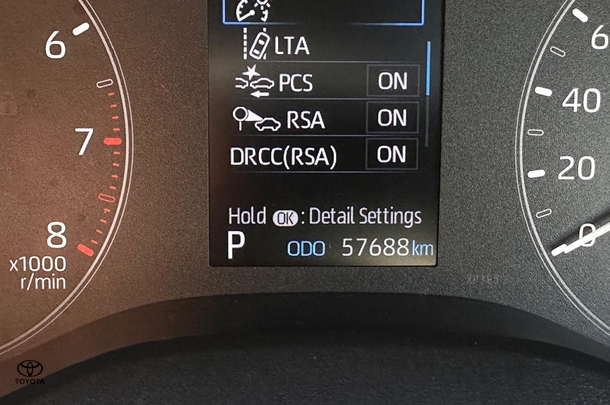 6
7
8
x1000
r/min
LTA
PCS ON
RSA ON
DRCC(RSA) ON
Hold OK : Detail Settings
P ODO 57688 km
6
40
20
0
TOYOTA